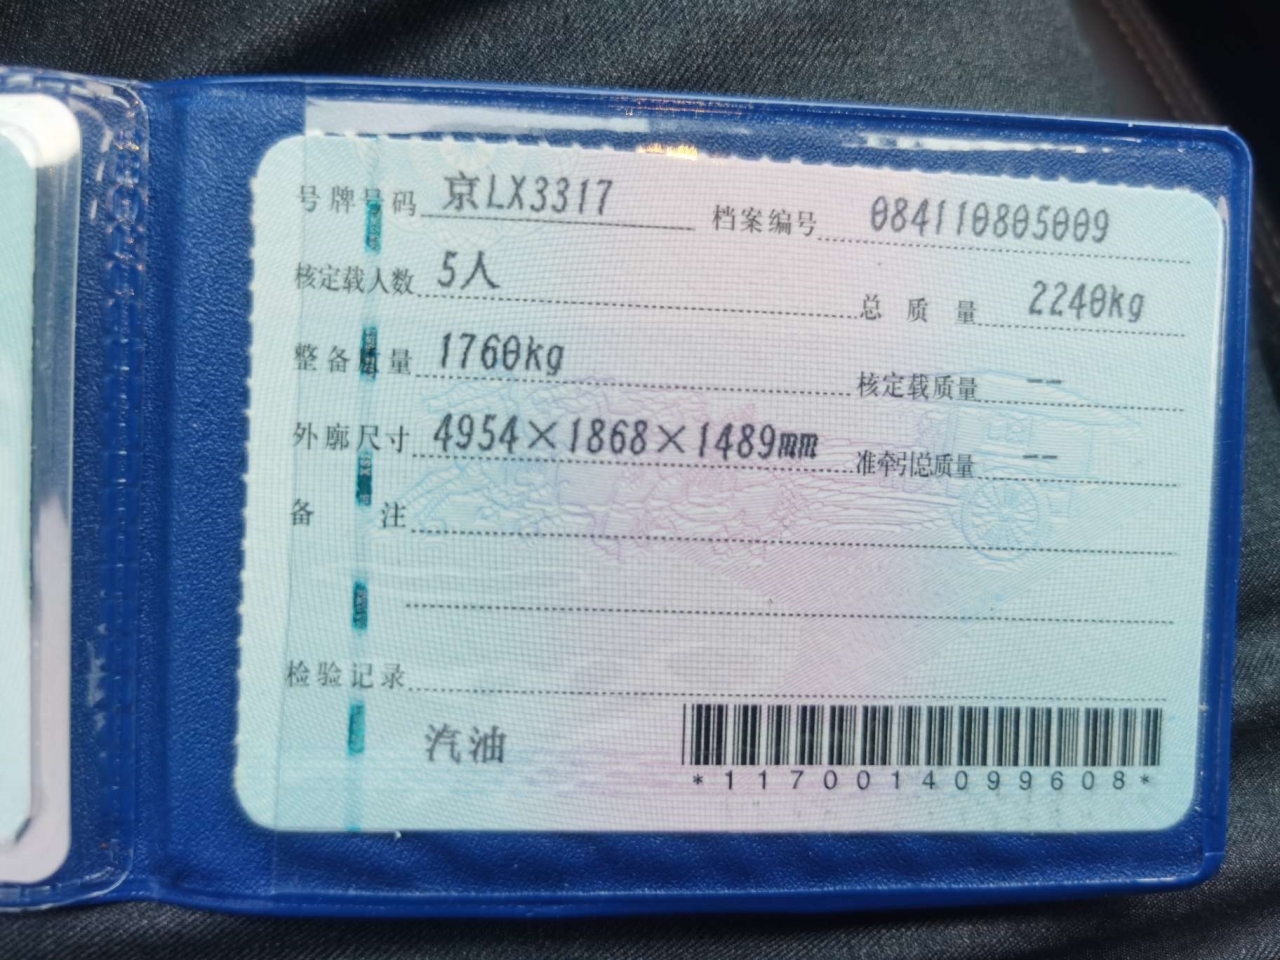 号牌号码 京LX3317 档案编号 084110805009
核定载人数 5人 总质量 2240kg
整备质量 1760kg 核定载质量 --
外廓尺寸 4954×1868×1489mm 准牵引总质量 --
备注
检验记录
汽油
*1170014099608*